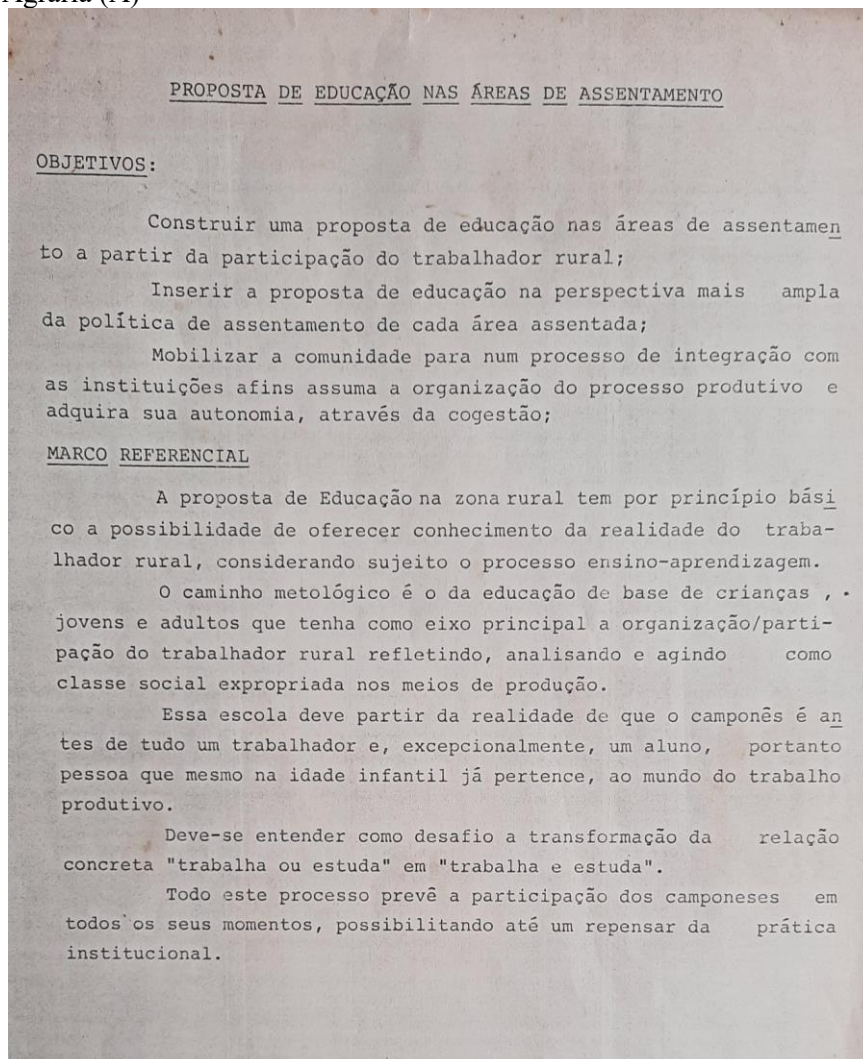 Agrária (A)
PROPOSTA DE EDUCAÇÃO NAS ÁREAS DE ASSENTAMENTO
OBJETIVOS:
Construir uma proposta de educação nas áreas de assentamen
to a partir da participação do trabalhador rural;
Inserir a proposta de educação na perspectiva mais ampla
da política de assentamento de cada área assentada;
Mobilizar a comunidade para num processo de integração com
as instituições afins assuma a organização do processo produtivo e
adquira sua autonomia, através da cogestão;
MARCO REFERENCIAL
A proposta de Educação na zona rural tem por princípio bási
co a possibilidade de oferecer conhecimento da realidade do traba-
lhador rural, considerando sujeito o processo ensino-aprendizagem.
O caminho metológico é o da educação de base de crianças ,
jovens e adultos que tenha como eixo principal a organização/parti-
pação do trabalhador rural refletindo, analisando e agindo como
classe social expropriada nos meios de produção.
Essa escola deve partir da realidade de que o camponês é an
tes de tudo um trabalhador e, excepcionalmente, um aluno, portanto
pessoa que mesmo na idade infantil já pertence, ao mundo do trabalho
produtivo.
Deve-se entender como desafio a transformação da relação
concreta "trabalha ou estuda" em "trabalha e estuda".
Todo este processo prevê a participação dos camponeses em
todos os seus momentos, possibilitando até um repensar da prática
institucional.